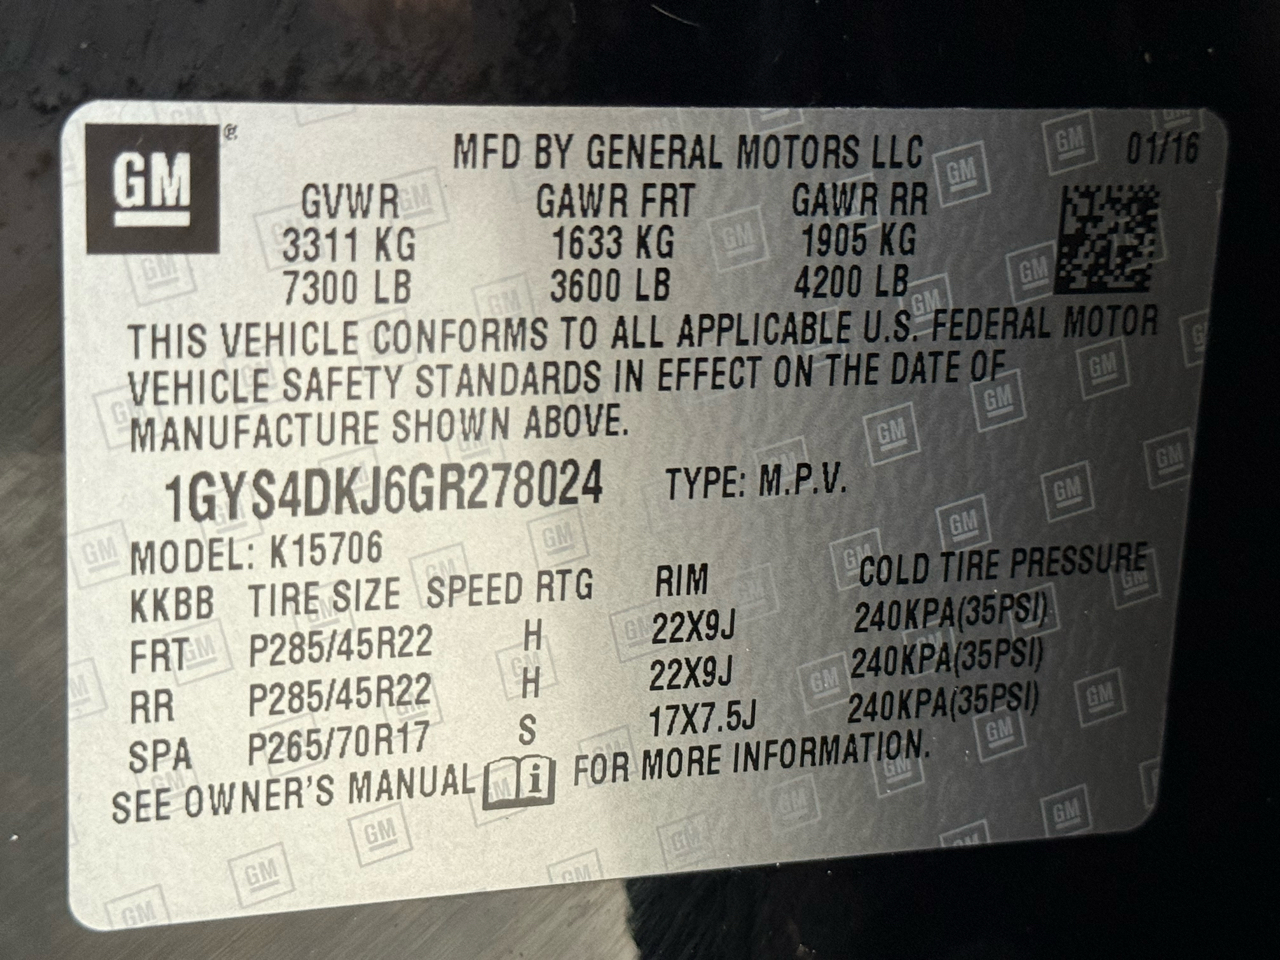 GM ®
MFD BY GENERAL MOTORS LLC 01/16
GVWR GAWR FRT GAWR RR
3311 KG 1633 KG 1905 KG
7300 LB 3600 LB 4200 LB
THIS VEHICLE CONFORMS TO ALL APPLICABLE U.S. FEDERAL MOTOR
VEHICLE SAFETY STANDARDS IN EFFECT ON THE DATE OF
MANUFACTURE SHOWN ABOVE.
1GYS4DKJ6GR278024 TYPE: M.P.V.
MODEL: K15706
KKBB TIRE SIZE SPEED RTG RIM COLD TIRE PRESSURE
FRT P285/45R22 H 22X9J 240KPA(35PSI)
RR P285/45R22 H 22X9J 240KPA(35PSI)
SPA P265/70R17 S 17X7.5J 240KPA(35PSI)
SEE OWNER'S MANUAL i FOR MORE INFORMATION.